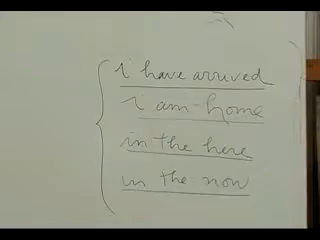 i have arrived
i am home
in the here
in the now